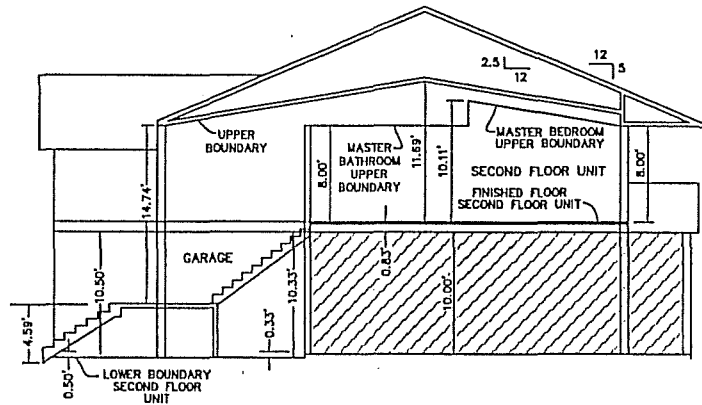 12
5
2.5
12
UPPER
BOUNDARY
MASTER
BATHROOM
UPPER
BOUNDARY
MASTER BEDROOM
UPPER BOUNDARY
SECOND FLOOR UNIT
FINISHED FLOOR
SECOND FLOOR UNIT
14.74'
8.00'
11.69'
10.11'
8.00'
GARAGE
10.50'
10.33'
0.83'
10.00'
4.59'
0.50'
0.33'
LOWER BOUNDARY
SECOND FLOOR
UNIT